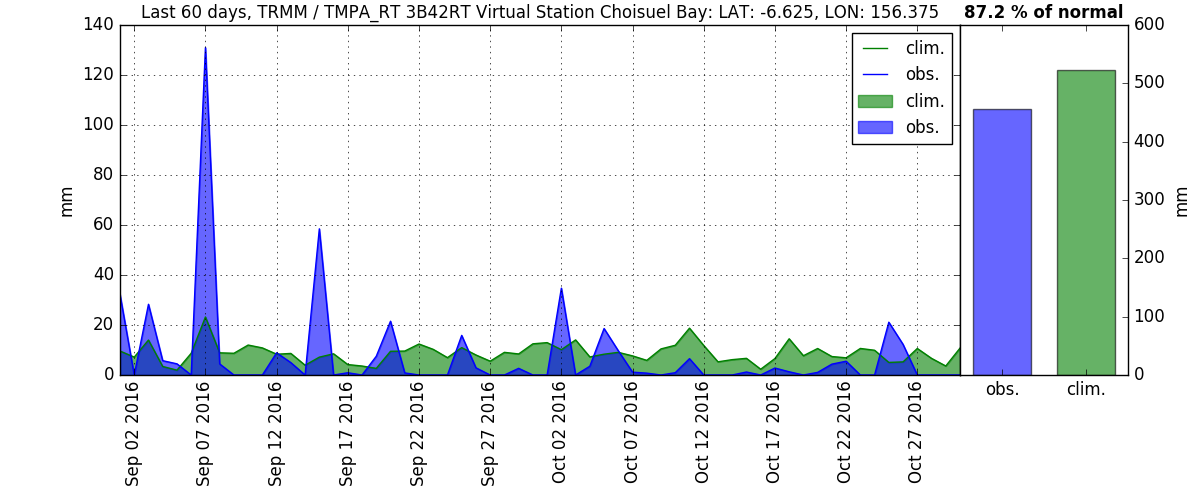 Last 60 days, TRMM / TMPA_RT 3B42RT Virtual Station Choisuel Bay: LAT: -6.625, LON: 156.375
87.2 % of normal
140
120
100
80
60
40
20
0
mm
clim.
obs.
clim.
obs.
600
500
400
300
200
100
0
mm
Sep 02 2016
Sep 07 2016
Sep 12 2016
Sep 17 2016
Sep 22 2016
Sep 27 2016
Oct 02 2016
Oct 07 2016
Oct 12 2016
Oct 17 2016
Oct 22 2016
Oct 27 2016
obs.
clim.